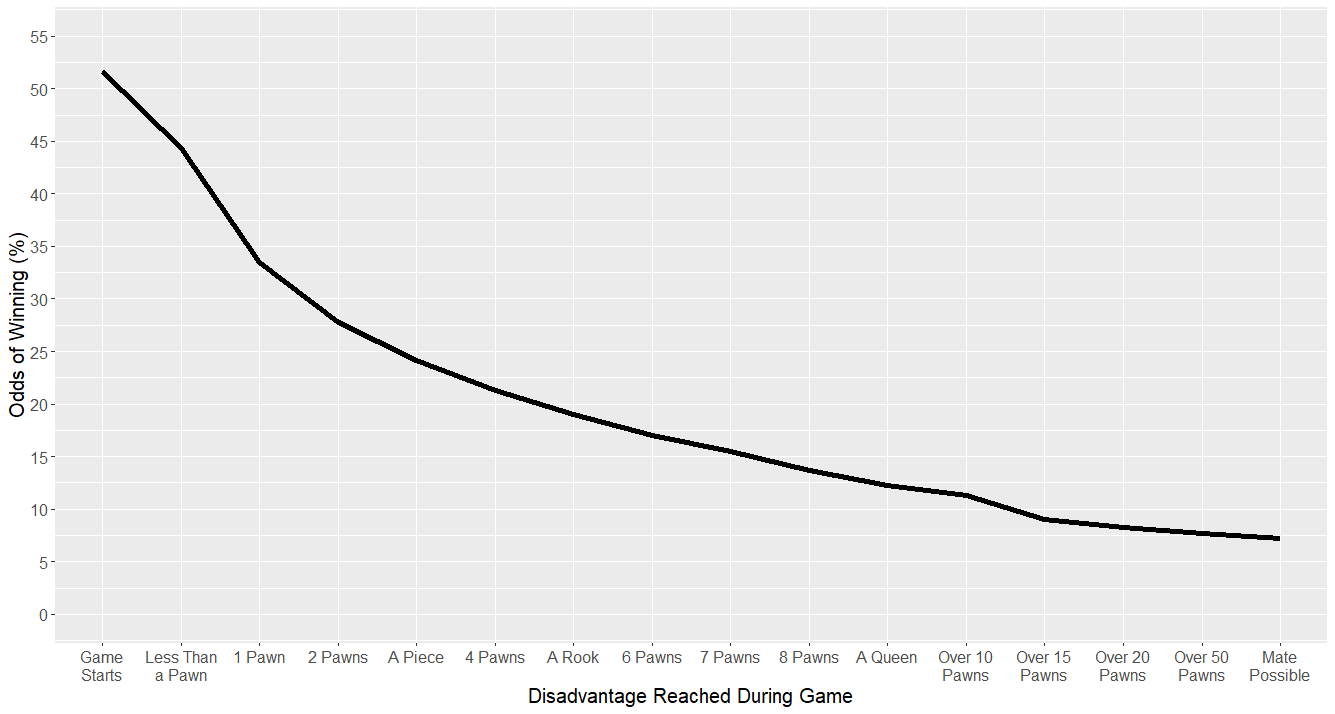 55
50
45
40
35
30
25
20
15
10
5
0
Odds of Winning (%)
Game Starts
Less Than a Pawn
1 Pawn
2 Pawns
A Piece
4 Pawns
A Rook
6 Pawns
7 Pawns
8 Pawns
A Queen
Over 10 Pawns
Over 15 Pawns
Over 20 Pawns
Over 50 Pawns
Mate Possible
Disadvantage Reached During Game